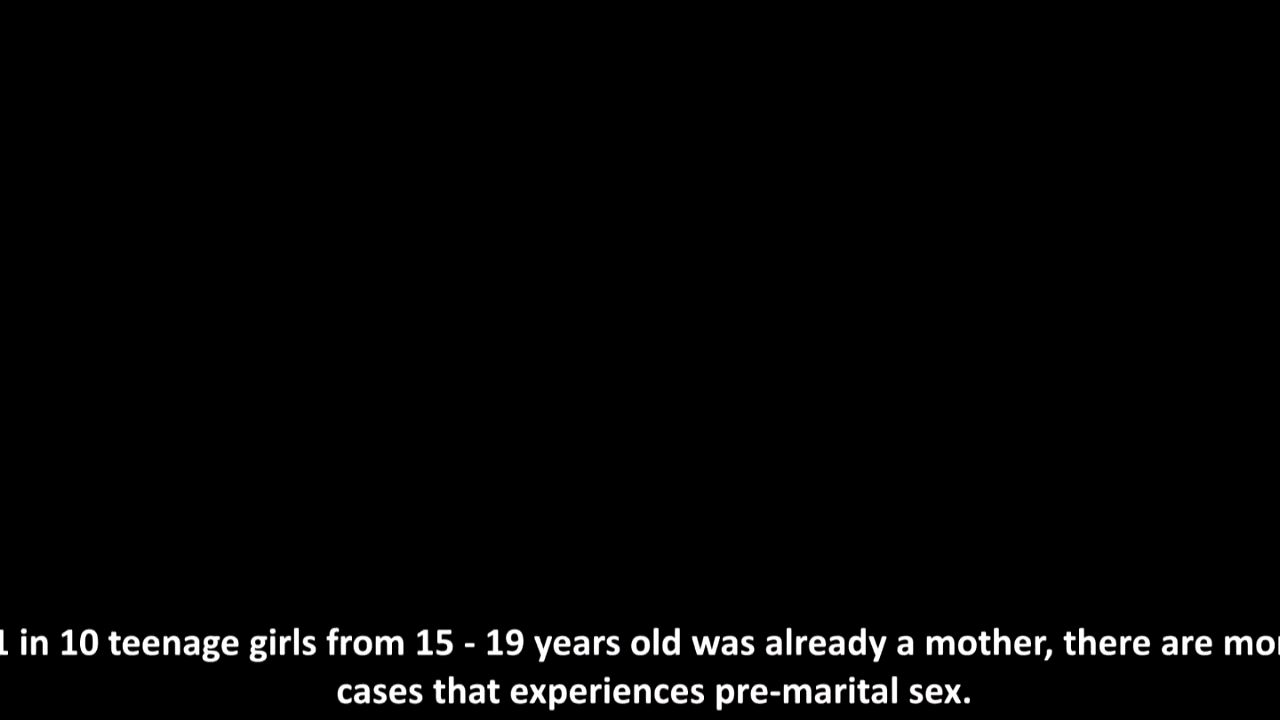 1 in 10 teenage girls from 15 - 19 years old was already a mother, there are
cases that experiences pre-marital sex.